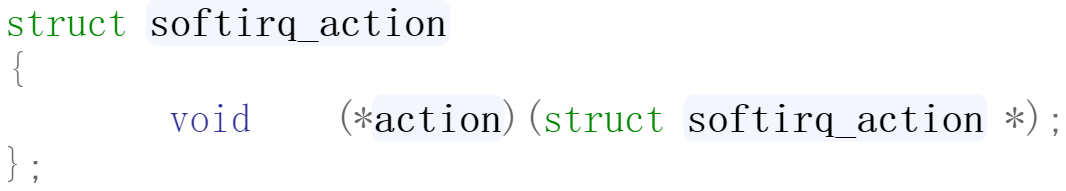 struct softirq_action
{
        void    (*action)(struct softirq_action *);
};